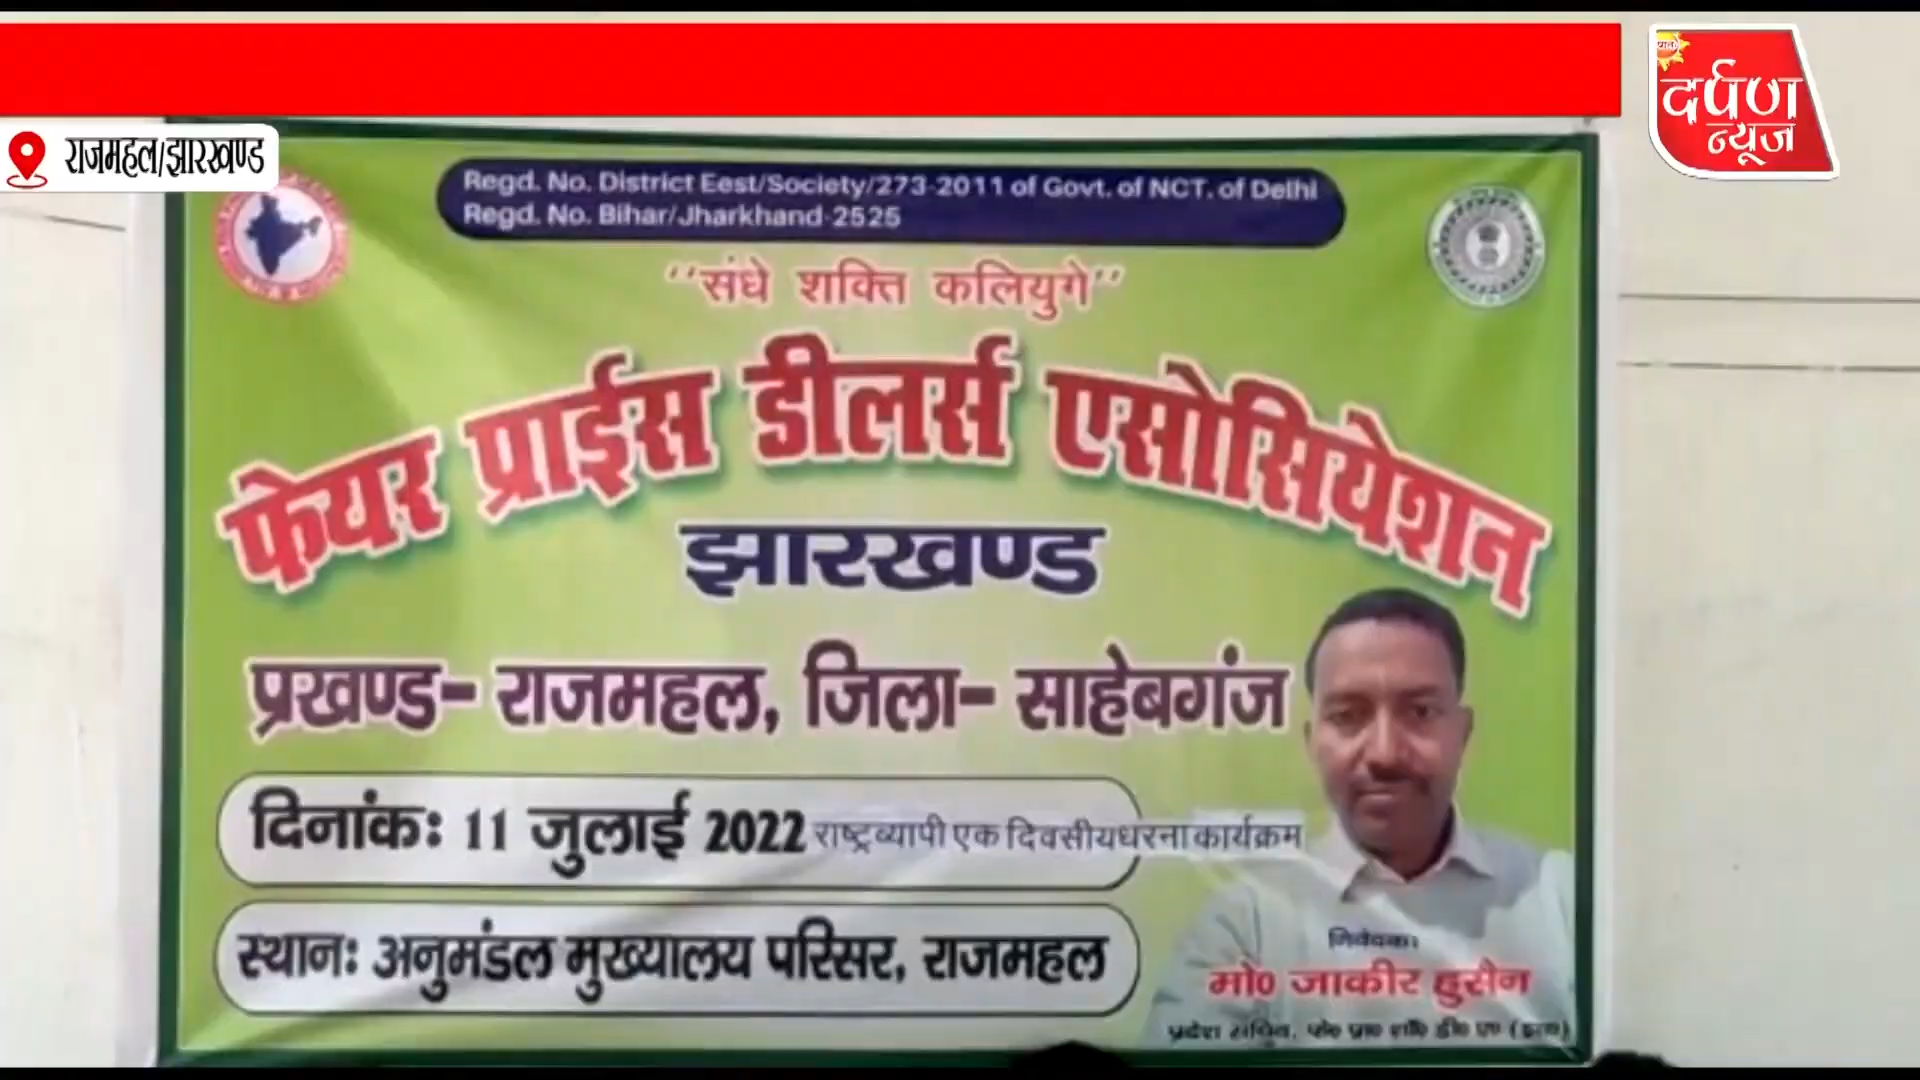 दर्पण
न्यूज
राजमहल/झारखण्ड
Regd. No. District Eest/Society/273-2011 of Govt. of NCT. of Delhi
Regd. No. Bihar/Jharkhand-2525
"संधे शक्ति कलियुगे"
फेयर प्राईस डीलर्स एसोसियेशन
झारखण्ड
प्रखण्ड- राजमहल, जिला- साहेबगंज
दिनांकः 11 जुलाई 2022 राष्ट्रव्यापी एक दिवसीयधरना कार्यक्रम
स्थानः अनुमंडल मुख्यालय परिसर, राजमहल
निवेदकः
मो० जाकीर हुसैन
प्रदेश सचिव,